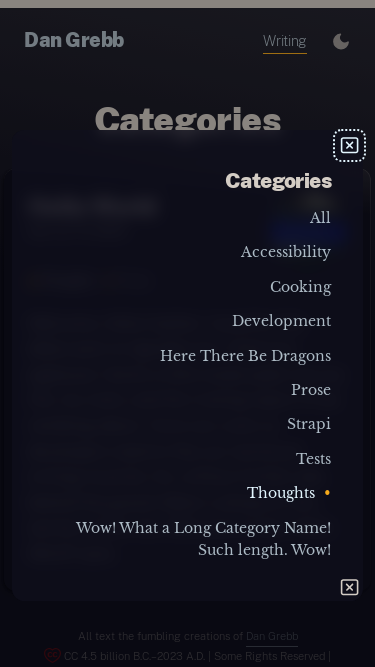 Dan Grebb
Writing
Categories
Categories
All
Accessibility
Cooking
Development
Here There Be Dragons
Prose
Strapi
Tests
Thoughts •
Wow! What a Long Category Name!
Such length. Wow!
All text the fumbling creations of Dan Grebb
CC 4.5 billion B.C.–2023 A.D. | Some Rights Reserved |